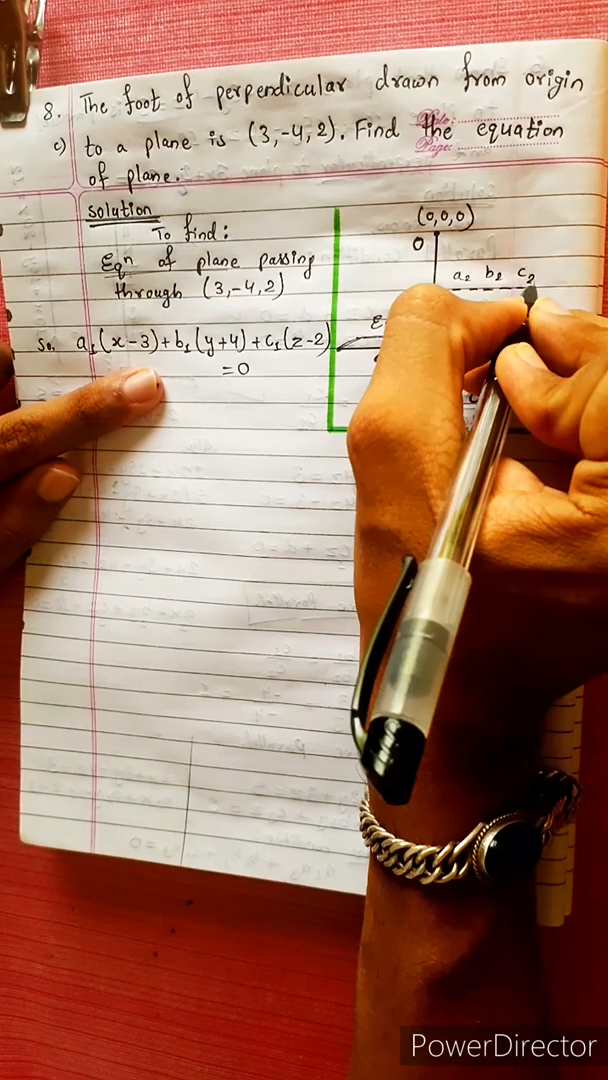 8. The foot of perpendicular drawn from origin
c) to a plane is (3,-4,2). Find the equation
Page:
of plane.
solution
To find:
Eqn of plane passing
through (3,-4,2)
So, a₁(x-3)+b₁(y+4)+c₁(z-2)
=0
(0,0,0)
O
a₂ b₂ c₂
PowerDirector